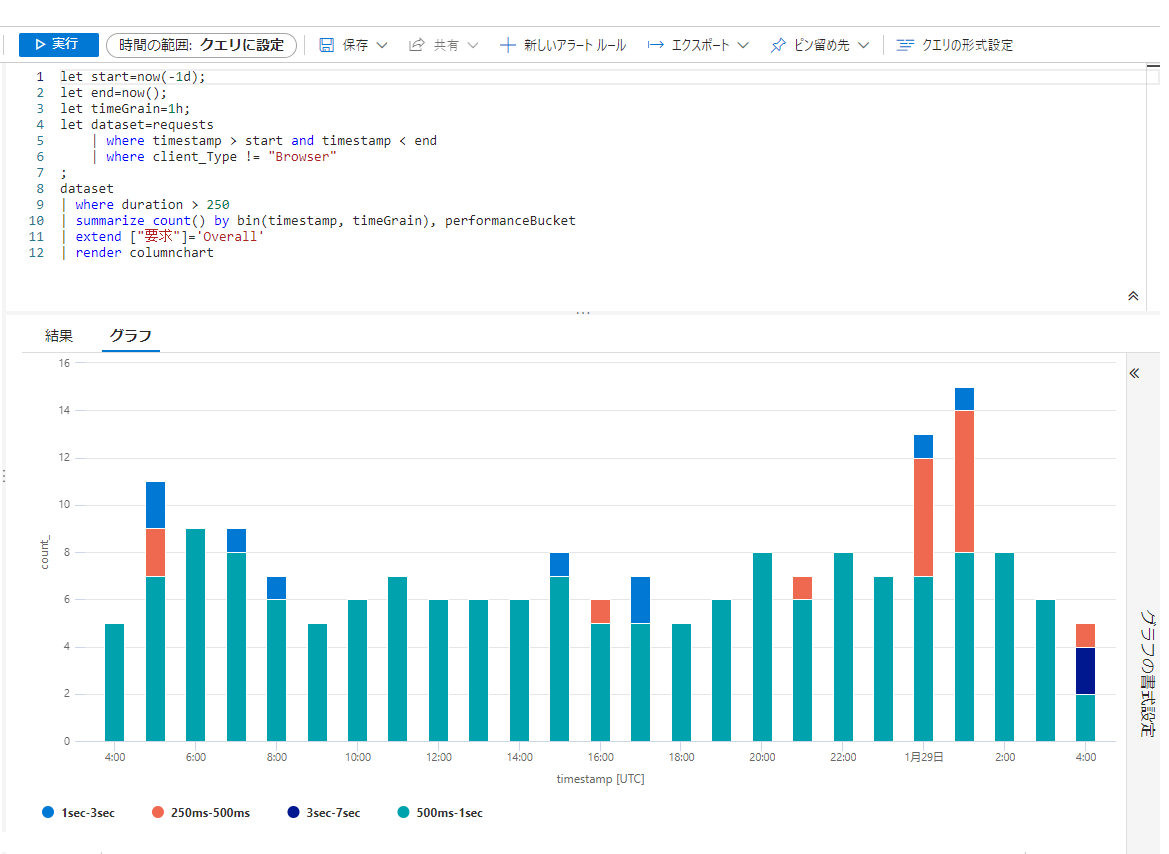 実行 時間の範囲: クエリに設定 保存 共有 新しいアラート ルール エクスポート ピン留め先 クエリの形式設定
1 let start=now(-1d);
2 let end=now();
3 let timeGrain=1h;
4 let dataset=requests
5 | where timestamp > start and timestamp < end
6 | where client_Type != "Browser"
7 ;
8 dataset
9 | where duration > 250
10 | summarize count() by bin(timestamp, timeGrain), performanceBucket
11 | extend ["要求"]='Overall'
12 | render columnchart
結果 グラフ
16
14
12
10
8
6
4
2
0
count_
4:00 6:00 8:00 10:00 12:00 14:00 16:00 18:00 20:00 22:00 1月29日 2:00 4:00
timestamp [UTC]
1sec-3sec 250ms-500ms 3sec-7sec 500ms-1sec
グラフの書式設定